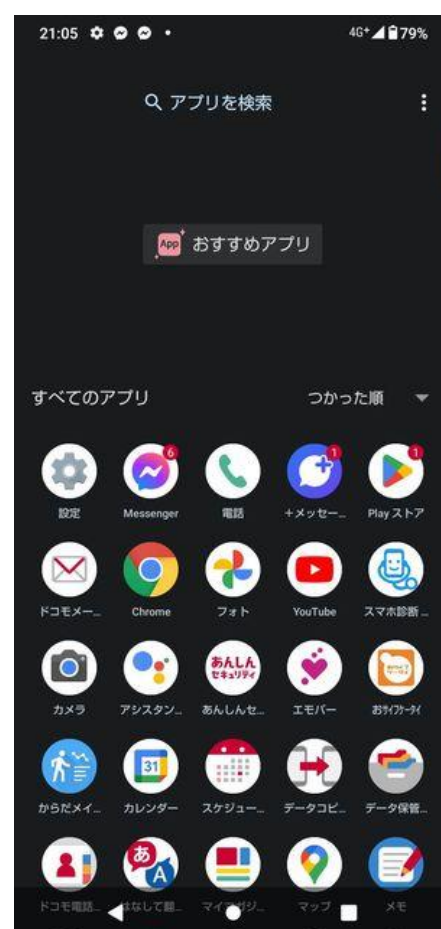 21:05 4G+ 79%
アプリを検索
App おすすめアプリ
すべてのアプリ つかった順
6 1 1
設定 Messenger 電話 +メッセー... Play ストア
ドコモメー... Chrome フォト YouTube スマホ診断...
あんしん
セキュリティ
カメラ アシスタン... あんしんセ... エモパー おサイフケータイ
31
からだメイ... カレンダー スケジュー... データコピ... データ保管...
あ A
ドコモ電話... はなして翻... マイマガジ... マップ メモ